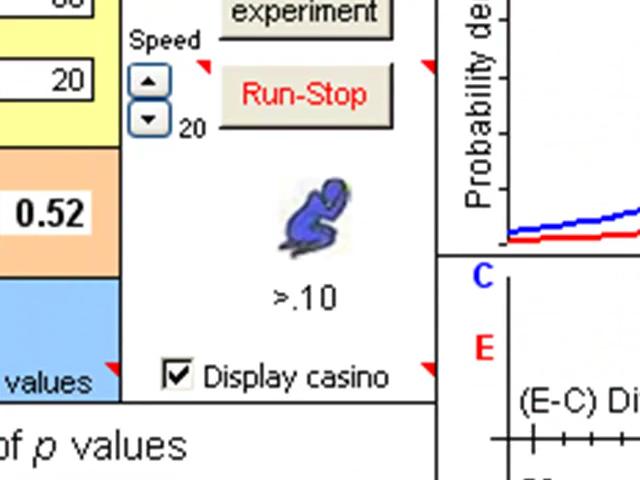 experiment
Speed
20
Run-Stop
20
Probability de
0.52
>.10
C
E
values
Display casino
(E-C) Di
of p values